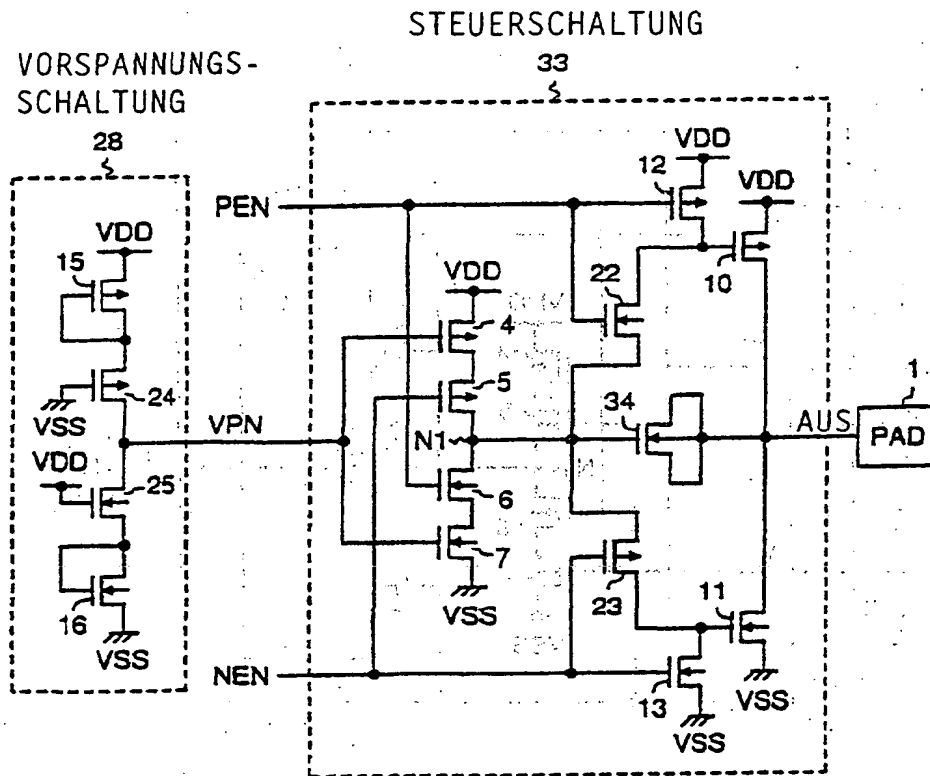 STEUERSCHALTUNG
33
VORSPANNUNGS-
SCHALTUNG
28
VDD
15
24
VSS
VDD
25
16
VSS
VPN
PEN
NEN
VDD
4
5
N1
6
7
VSS
12
VDD
VDD
10
22
34
23
11
VSS
13
VSS
AUS
1
PAD